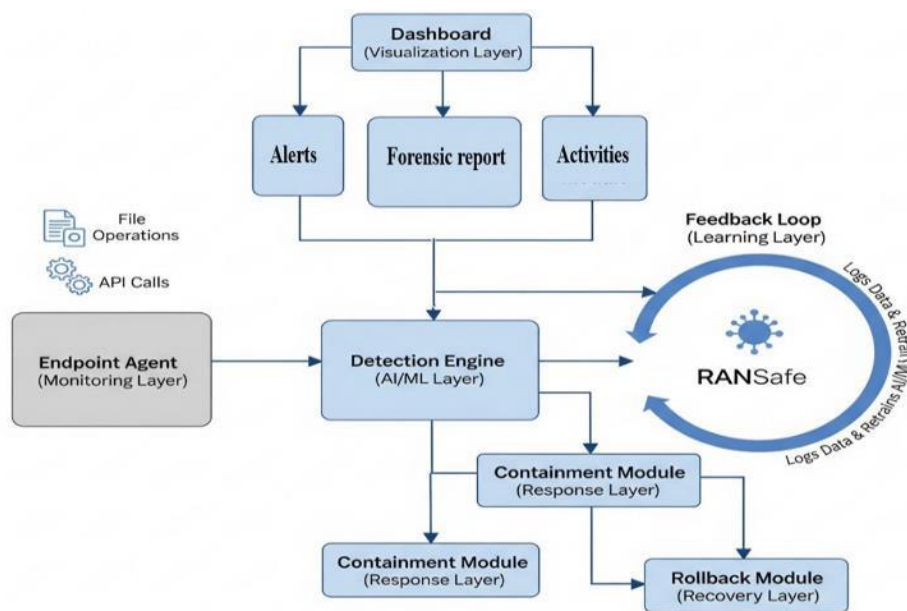 Dashboard
(Visualization Layer)
Alerts
Forensic report
Activities
File
Operations
API Calls
Feedback Loop
(Learning Layer)
Logs Data & Retrain
Logs Data & Retrains AI/ML
RANSafe
Endpoint Agent
(Monitoring Layer)
Detection Engine
(AI/ML Layer)
Containment Module
(Response Layer)
Containment Module
(Response Layer)
Rollback Module
(Recovery Layer)